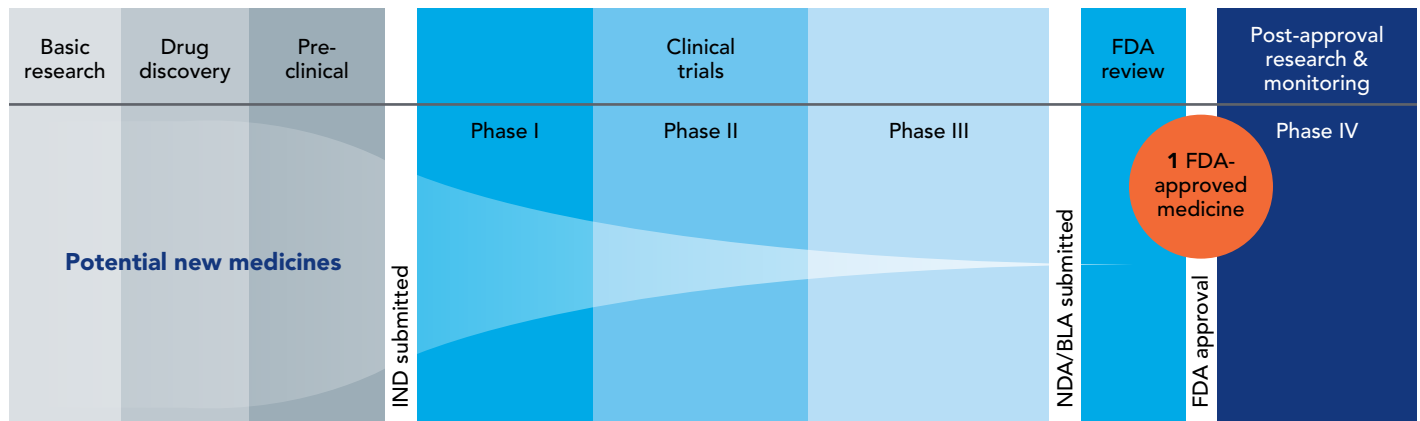 Basic
research
Drug
discovery
Pre-
clinical
Clinical
trials
FDA
review
Post-approval
research &
monitoring
Phase I
Phase II
Phase III
Phase IV
Potential new medicines
IND submitted
NDA/BLA submitted
1 FDA-
approved
medicine
FDA approval